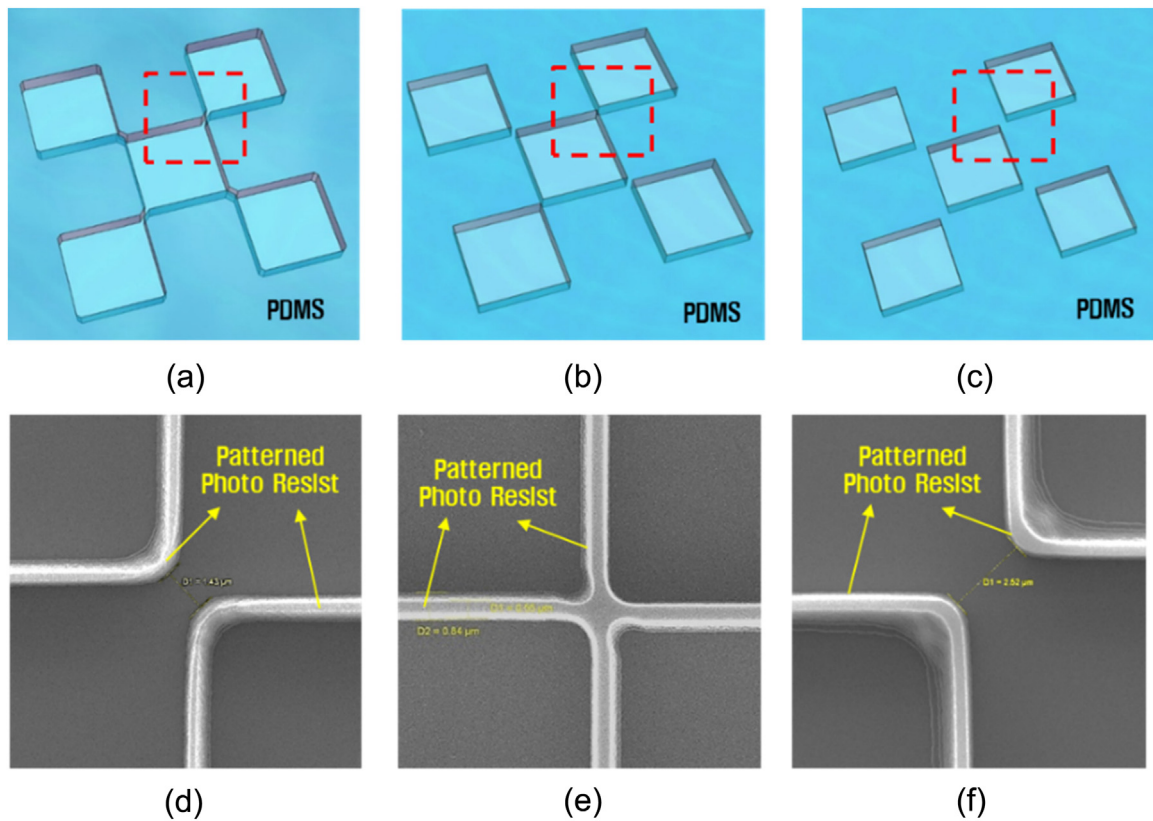 PDMS
PDMS
PDMS
(a)
(b)
(c)
Patterned
Photo Resist
D1 = 1.43 µm
Patterned
Photo Resist
D2 = 0.84 µm
Patterned
Photo Resist
D1 = 2.52 µm
(d)
(e)
(f)